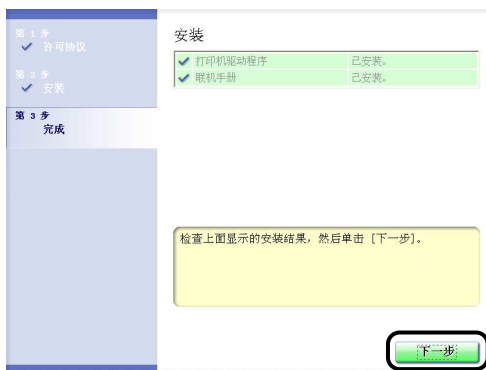 第 1 步
许可协议
第 2 步
安装
第 3 步
完成
安装
打印机驱动程序 已安装。
联机手册 已安装。
检查上面显示的安装结果，然后单击 [下一步]。
下一步